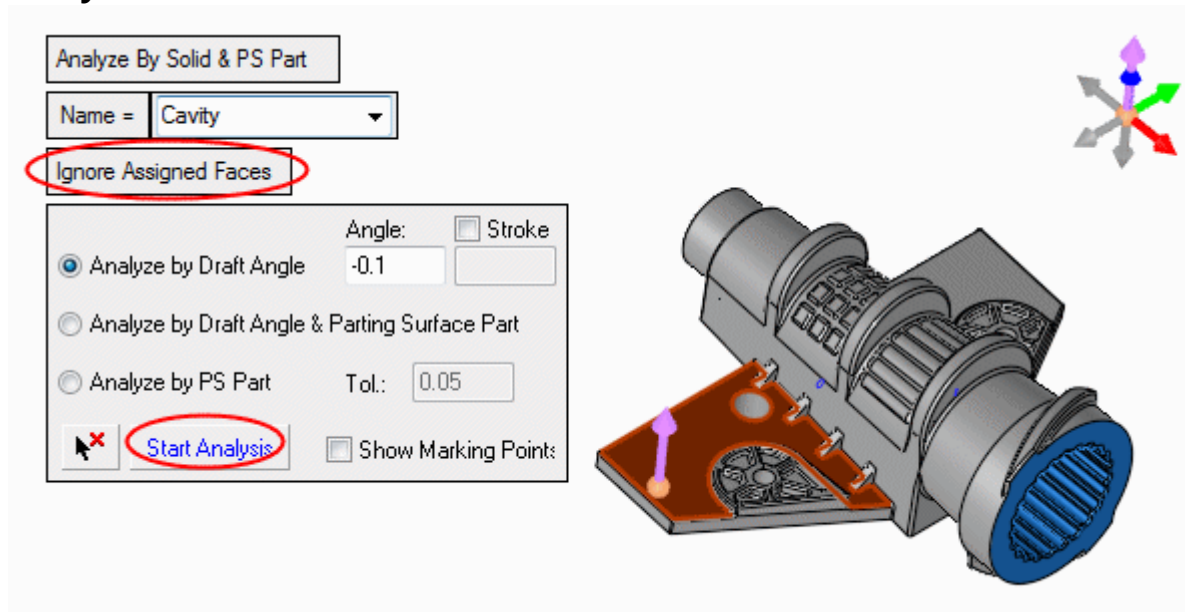 Analyze By Solid & PS Part
Name = Cavity
Ignore Assigned Faces
Angle: Stroke
Analyze by Draft Angle -0.1
Analyze by Draft Angle & Parting Surface Part
Analyze by PS Part Tol.: 0.05
Start Analysis Show Marking Points